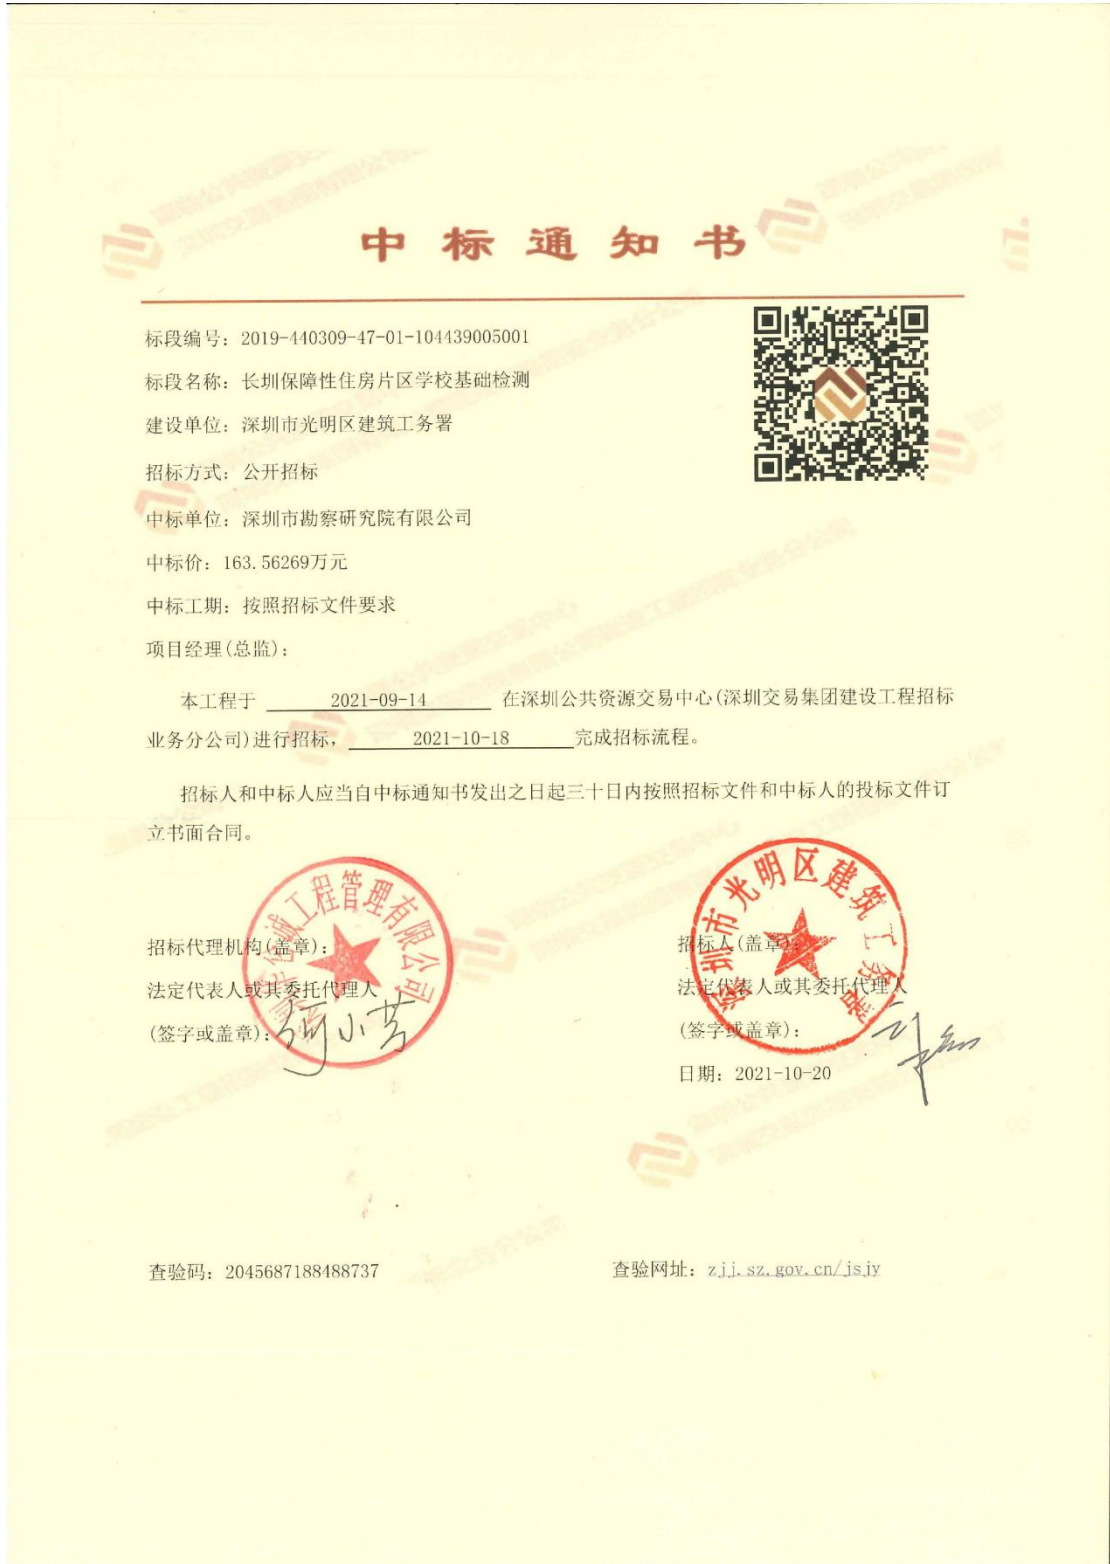 中标通知书
标段编号：2019-440309-47-01-104439005001
标段名称：长圳保障性住房片区学校基础检测
建设单位：深圳市光明区建筑工务署
招标方式：公开招标
中标单位：深圳市勘察研究院有限公司
中标价：163.56269万元
中标工期：按照招标文件要求
项目经理(总监)：
本工程于 2021-09-14 在深圳公共资源交易中心(深圳交易集团建设工程招标
业务分公司)进行招标，2021-10-18完成招标流程。
招标人和中标人应当自中标通知书发出之日起三十日内按照招标文件和中标人的投标文件订
立书面合同。
诚工程管理有限公司
招标代理机构(盖章)：
法定代表人或其委托代理人
(签字或盖章)：何小芳
深圳市光明区建筑工务署
招标人(盖章)：
法定代表人或其委托代理人
(签字或盖章)：
日期：2021-10-20
查验码：2045687188488737
查验网址：zjj.sz.gov.cn/jsjy